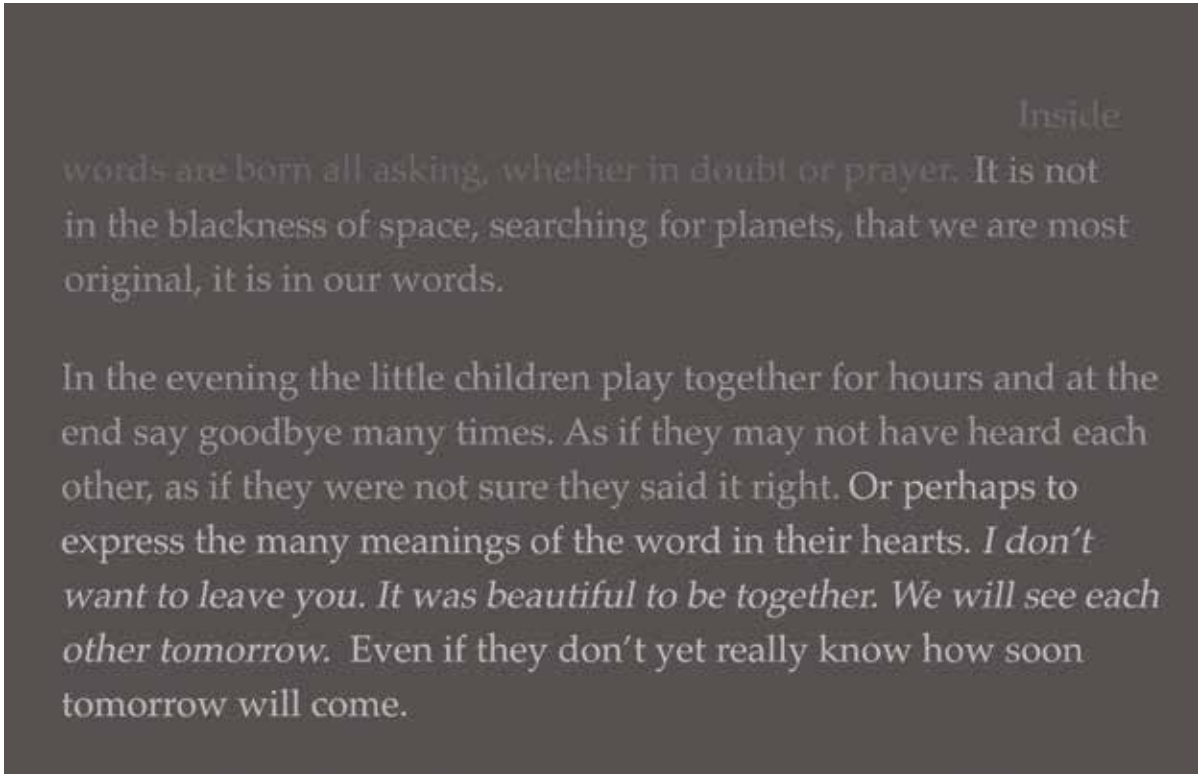 Inside
words are born all asking, whether in doubt or prayer. It is not
in the blackness of space, searching for planets, that we are most
original, it is in our words.
In the evening the little children play together for hours and at the
end say goodbye many times. As if they may not have heard each
other, as if they were not sure they said it right. Or perhaps to
express the many meanings of the word in their hearts. I don’t
want to leave you. It was beautiful to be together. We will see each
other tomorrow. Even if they don’t yet really know how soon
tomorrow will come.